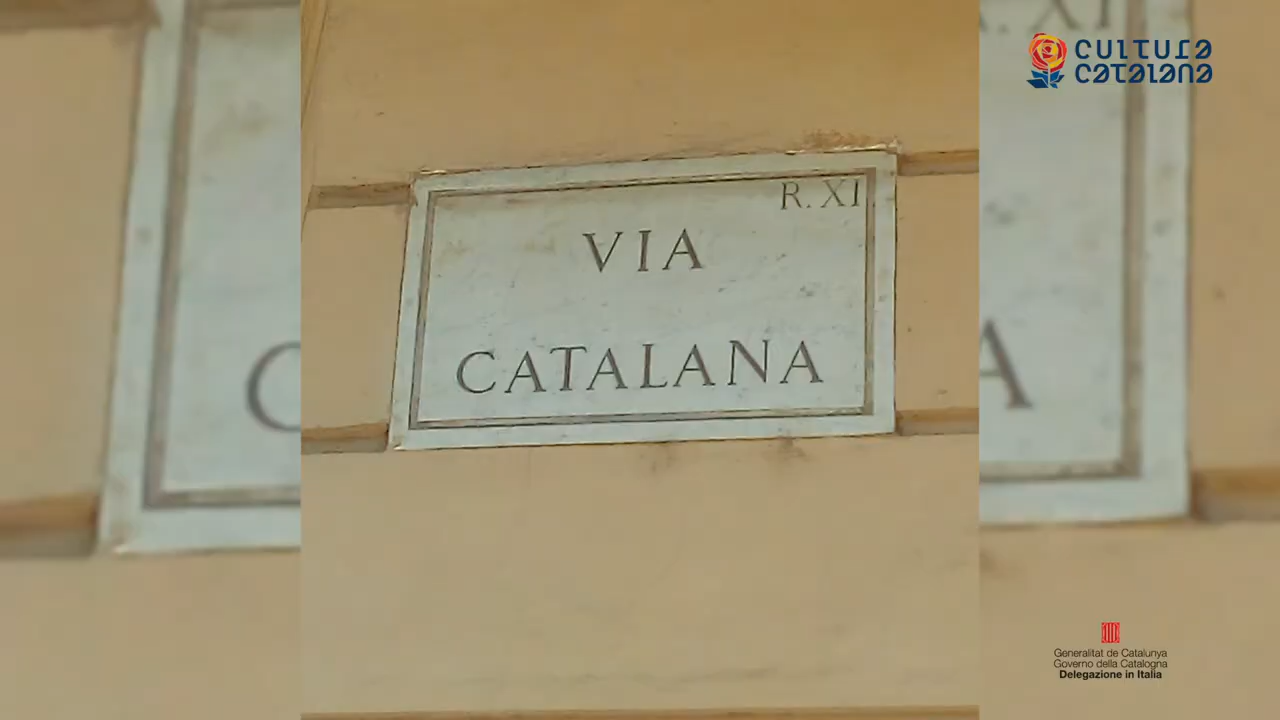 CULTURA
CATALANA
R. XI
VIA
CATALANA
Generalitat de Catalunya
Governo della Catalogna
Delegazione in Italia